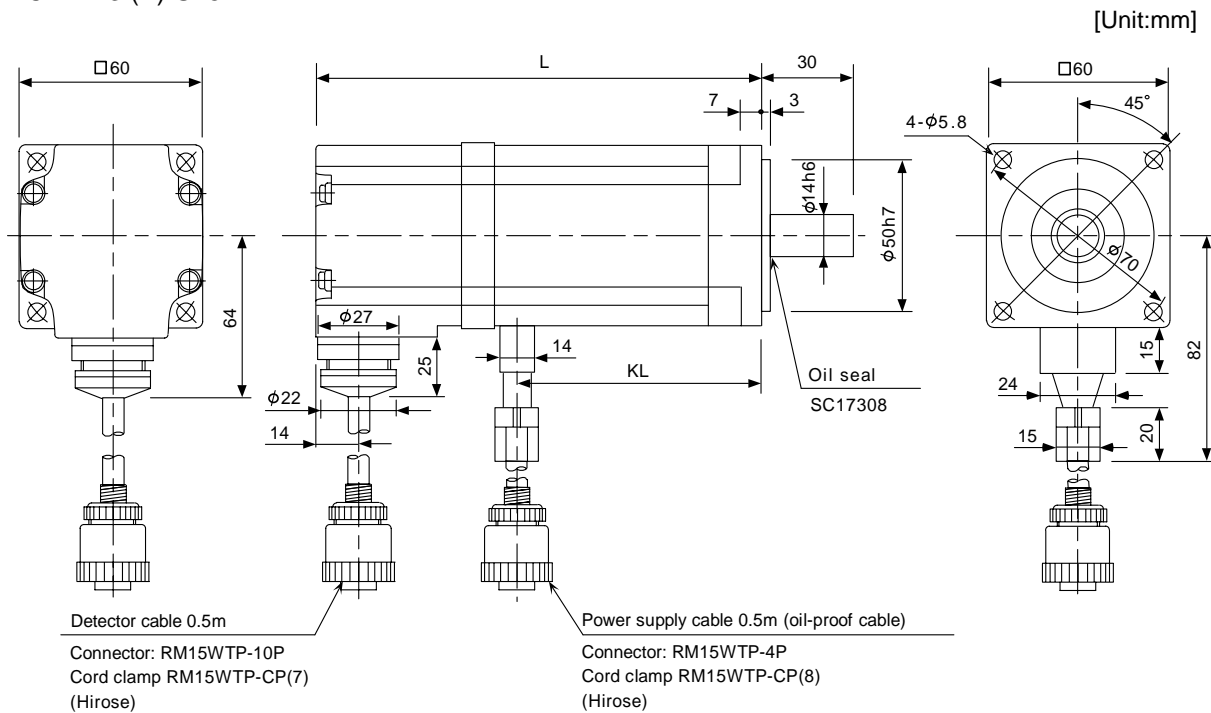 [Unit:mm]
□60
L
30
□60
7
3
45°
4-ϕ5.8
ϕ14h6
ϕ50h7
ϕ70
64
ϕ27
14
25
KL
15
82
Oil seal
SC17308
ϕ22
24
14
15
20
Detector cable 0.5m
Connector: RM15WTP-10P
Cord clamp RM15WTP-CP(7)
(Hirose)
Power supply cable 0.5m (oil-proof cable)
Connector: RM15WTP-4P
Cord clamp RM15WTP-CP(8)
(Hirose)